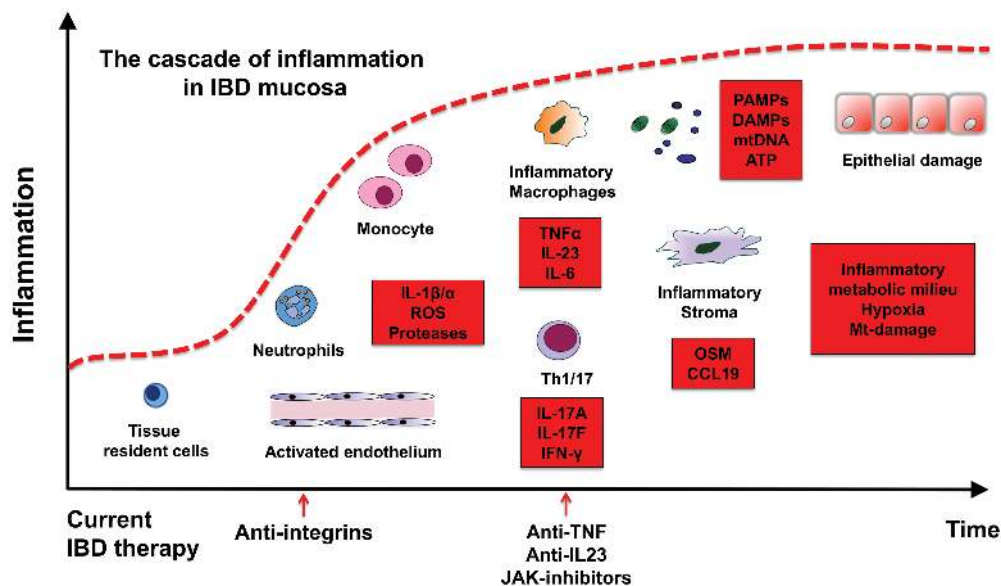 The cascade of inflammation
in IBD mucosa
Inflammation
Monocyte
Inflammatory
Macrophages
PAMPs
DAMPs
mtDNA
ATP
Epithelial damage
Neutrophils
IL-1β/α
ROS
Proteases
TNFα
IL-23
IL-6
Inflammatory
Stroma
Inflammatory
metabolic milieu
Hypoxia
Mt-damage
Tissue
resident cells
Activated endothelium
Th1/17
IL-17A
IL-17F
IFN-γ
OSM
CCL19
Current
IBD therapy
Anti-integrins
Anti-TNF
Anti-IL23
JAK-inhibitors
Time